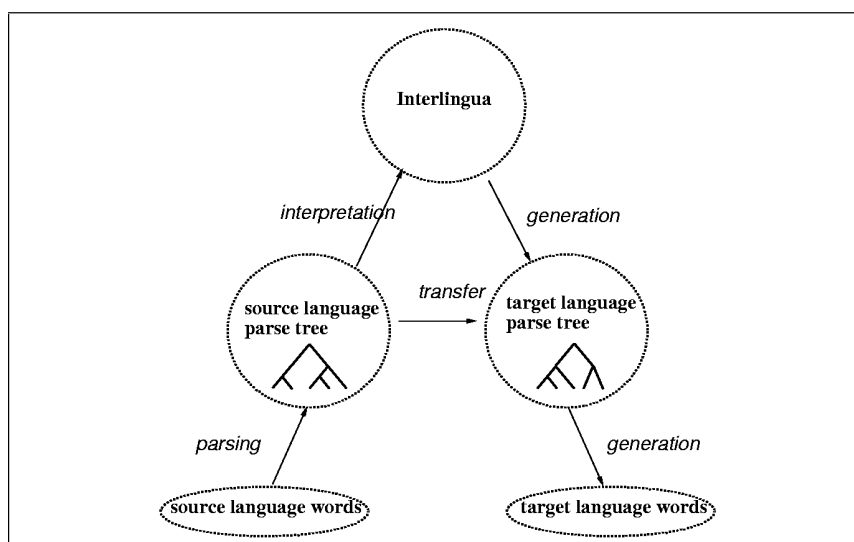 Interlingua
interpretation
generation
transfer
source language
parse tree
target language
parse tree
parsing
generation
source language words
target language words